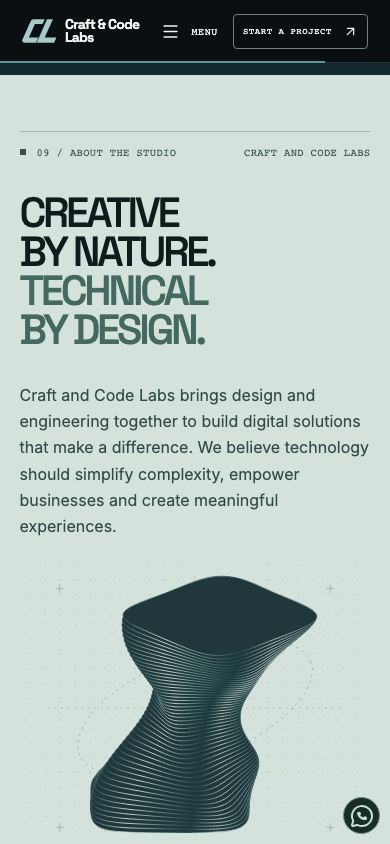 Craft & Code
Labs
MENU
START A PROJECT
09 / ABOUT THE STUDIO
CRAFT AND CODE LABS
CREATIVE
BY NATURE.
TECHNICAL
BY DESIGN.
Craft and Code Labs brings design and
engineering together to build digital solutions
that make a difference. We believe technology
should simplify complexity, empower
businesses and create meaningful
experiences.